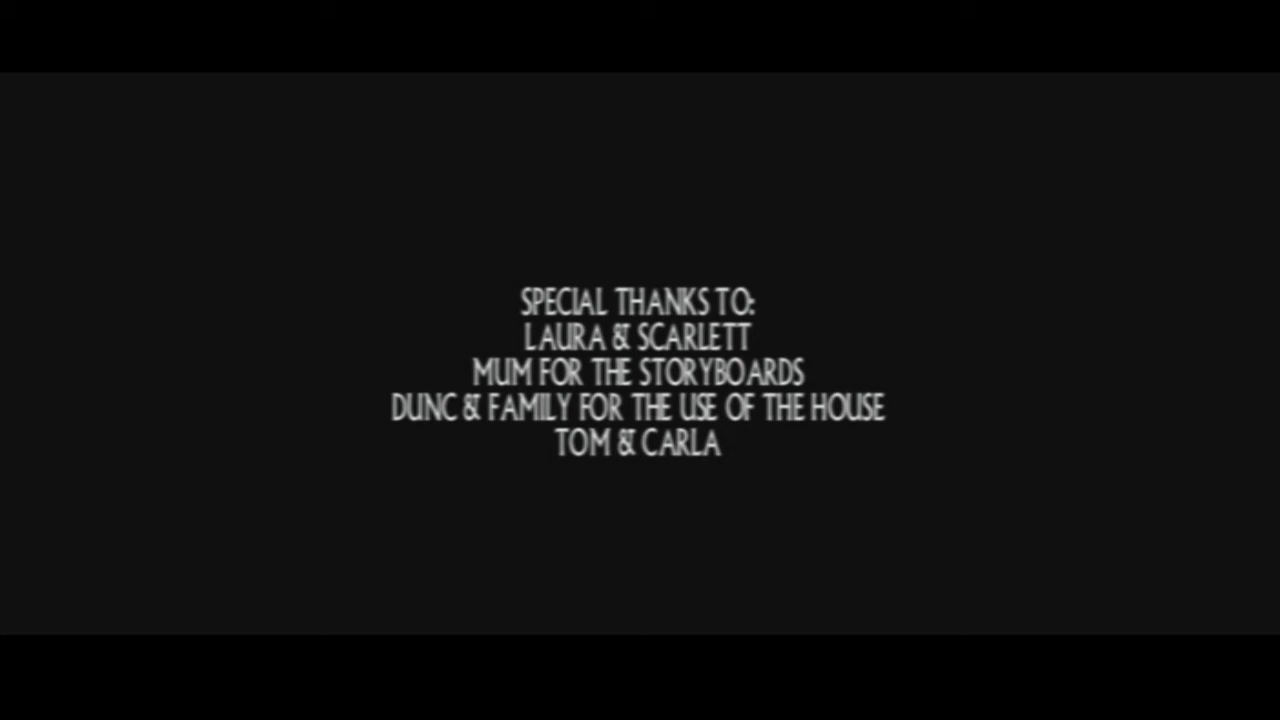 SPECIAL THANKS TO:
LAURA & SCARLETT
MUM FOR THE STORYBOARDS
DUNC & FAMILY FOR THE USE OF THE HOUSE
TOM & CARLA